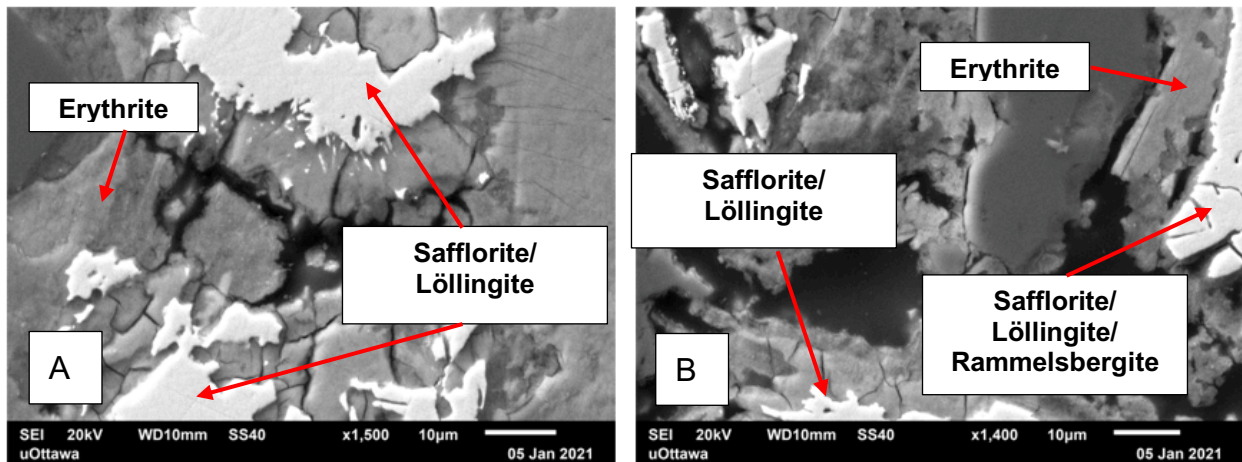 Erythrite
Safflorite/
Löllingite
A
SEI 20kV WD10mm SS40 x1,500 10µm
uOttawa 05 Jan 2021
Erythrite
Safflorite/
Löllingite
Safflorite/
Löllingite/
Rammelsbergite
B
SEI 20kV WD10mm SS40 x1,400 10µm
uOttawa 05 Jan 2021